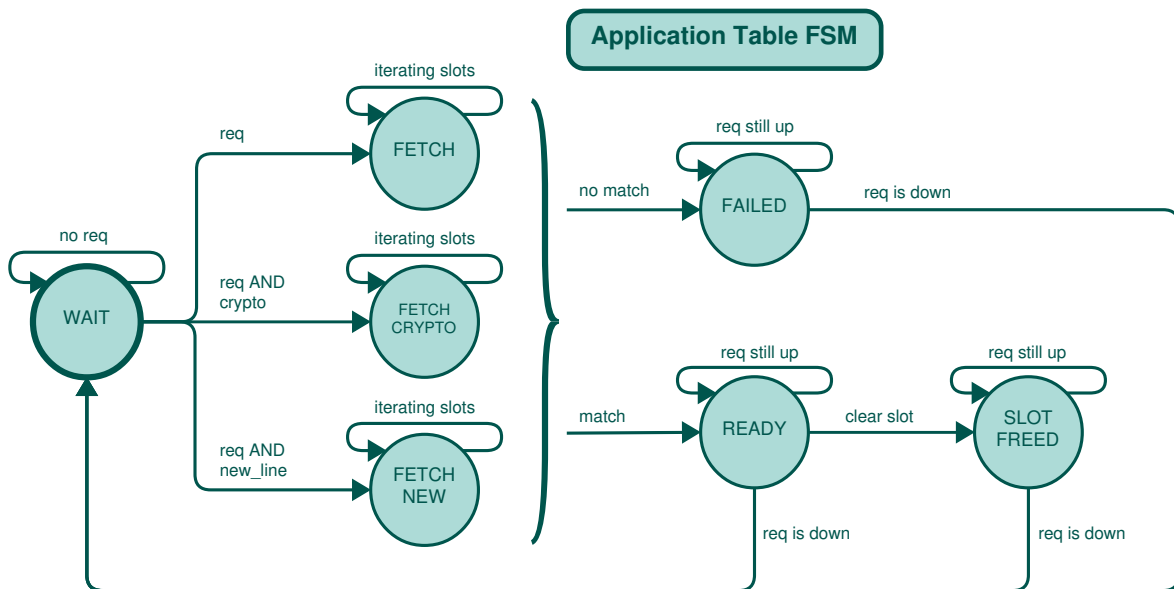 Application Table FSM
iterating slots
req
FETCH
req still up
no match
FAILED
req is down
no req
WAIT
iterating slots
req AND
crypto
FETCH
CRYPTO
iterating slots
req AND
new_line
FETCH
NEW
req still up
match
READY
clear slot
req still up
SLOT
FREED
req is down
req is down